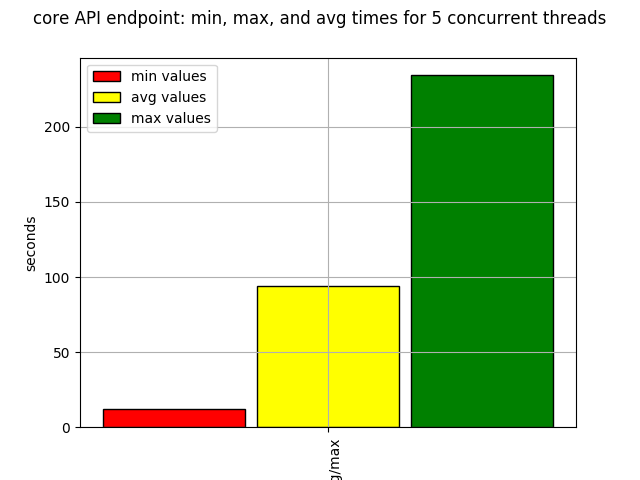 core API endpoint: min, max, and avg times for 5 concurrent threads
min values
avg values
max values
200
150
100
50
0
seconds
g/max